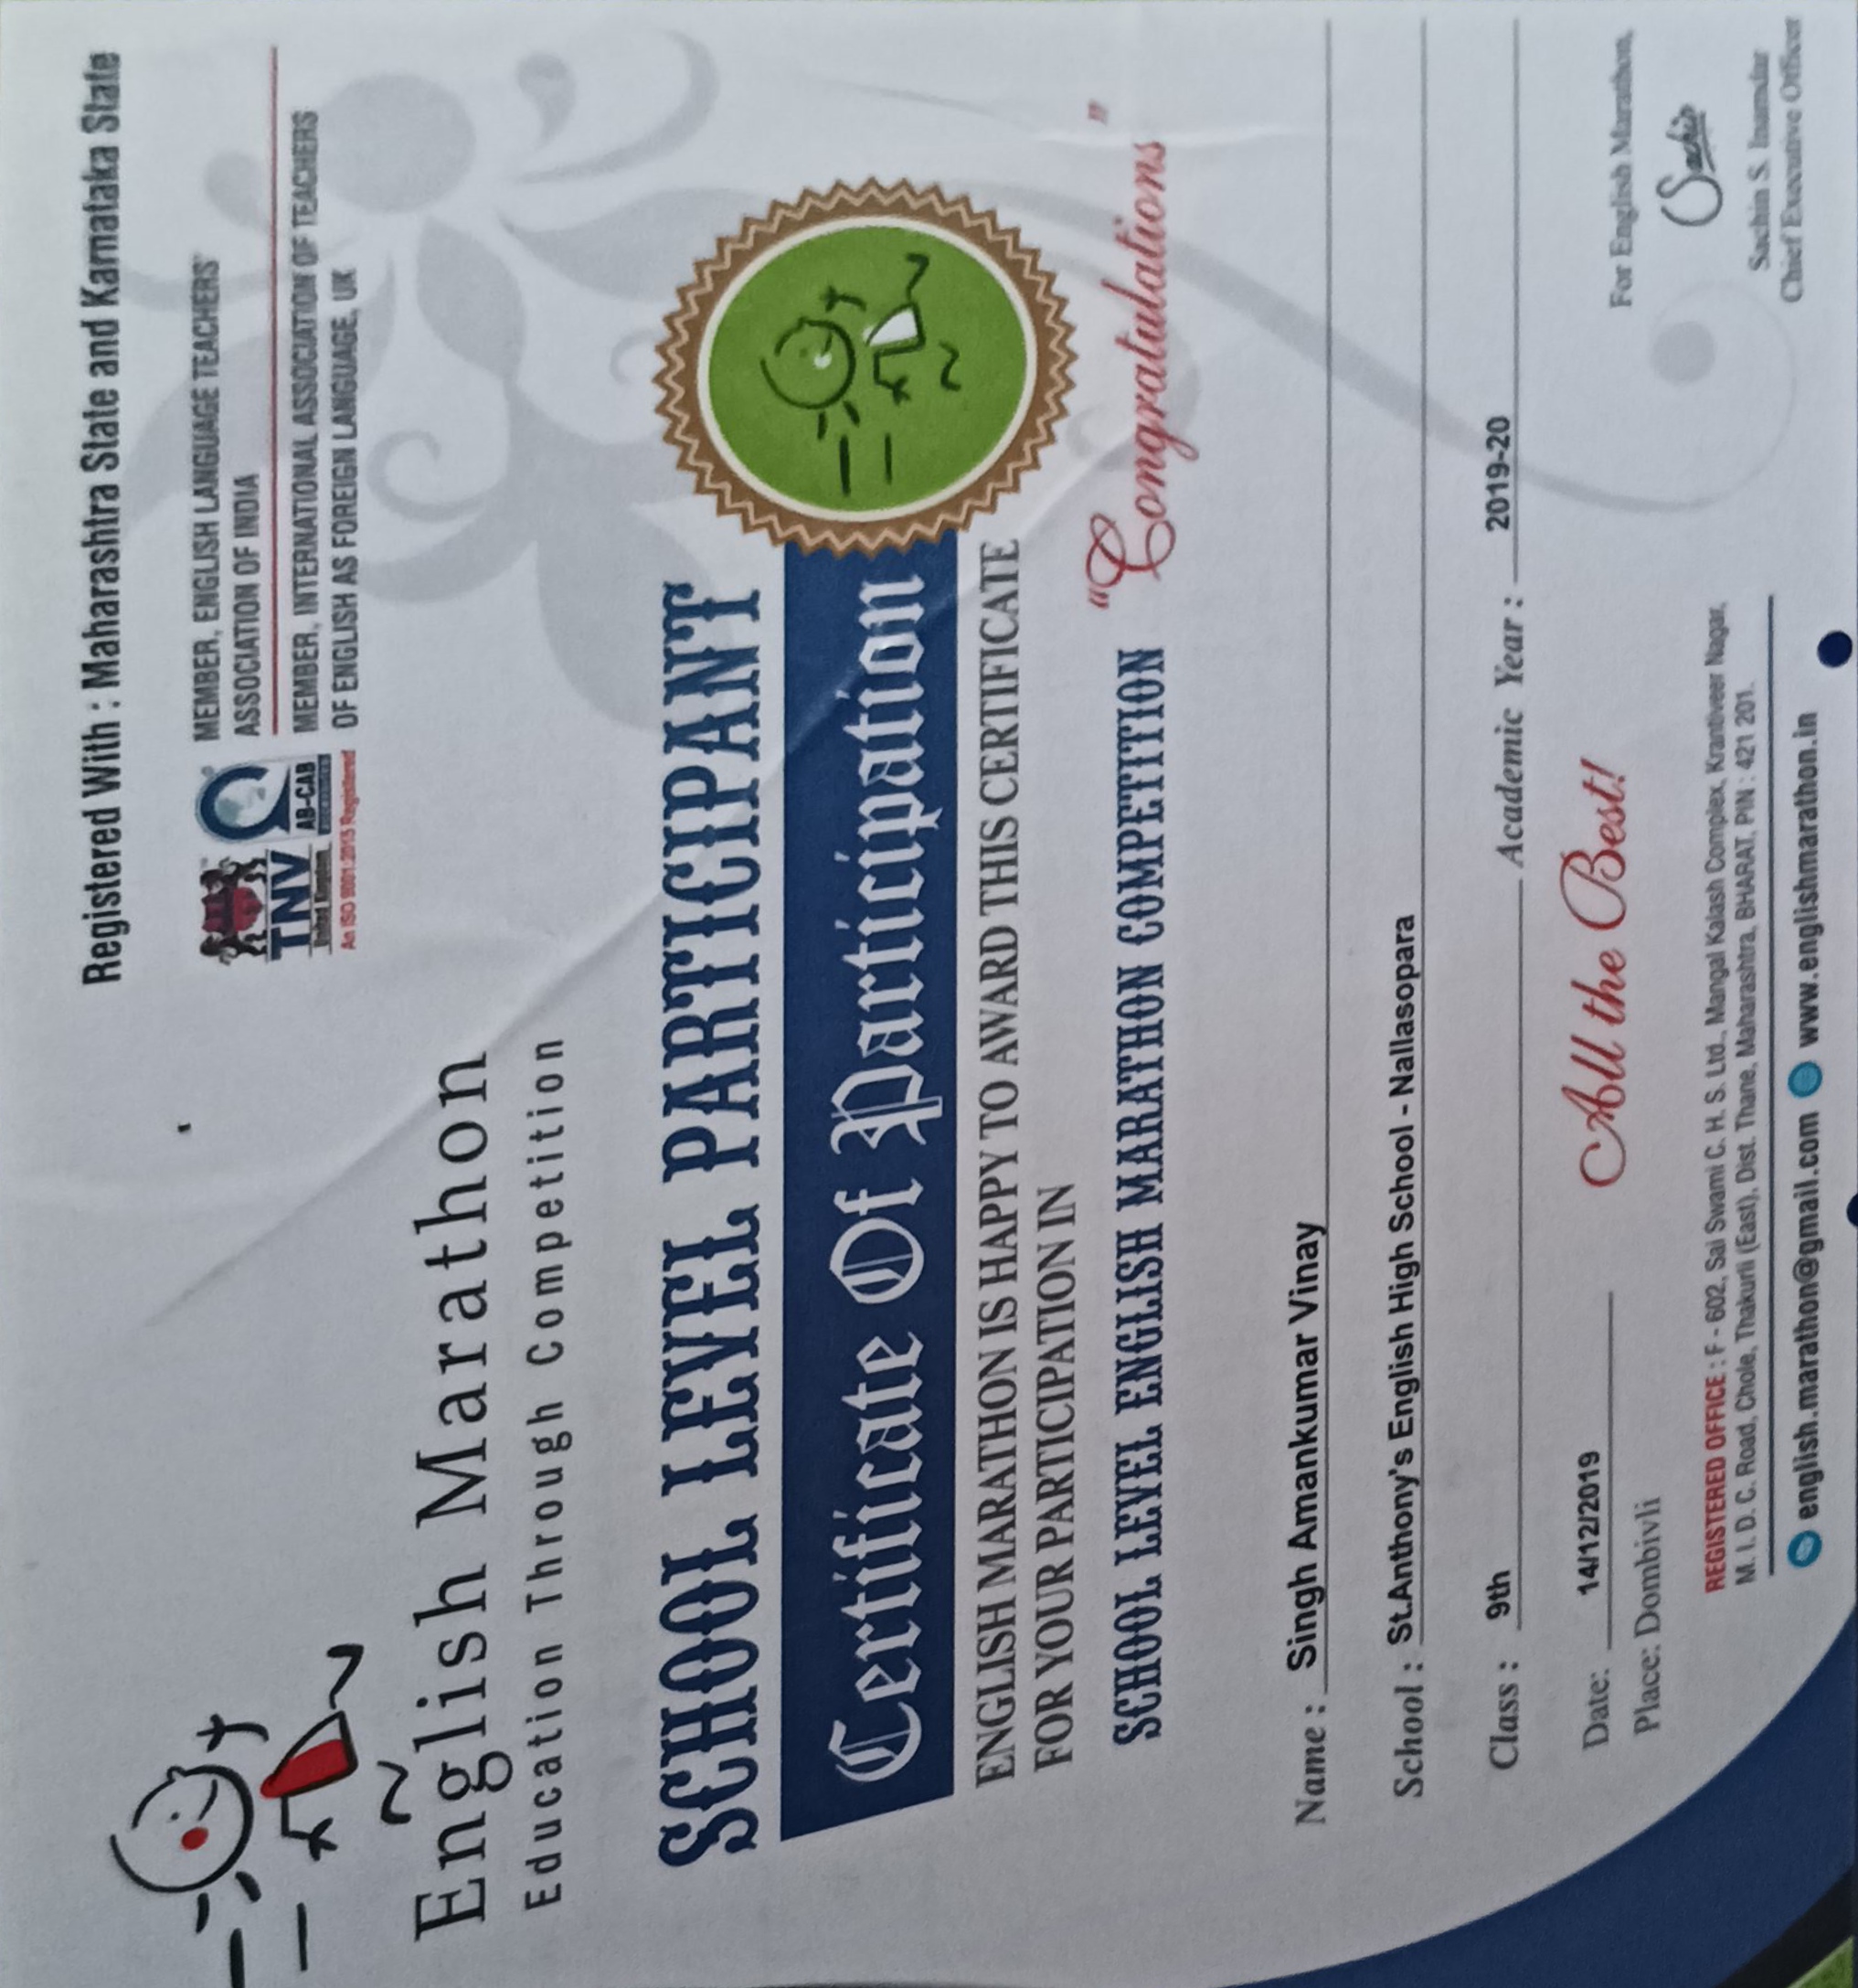 Registered With : Maharashtra State and Karnataka State
TNV
United Kingdom
AB-CAB
An ISO 9001:2015 Registered
MEMBER, ENGLISH LANGUAGE TEACHERS'
ASSOCIATION OF INDIA
MEMBER, INTERNATIONAL ASSOCIATION OF TEACHERS
OF ENGLISH AS FOREIGN LANGUAGE, UK
English Marathon
Education Through Competition
SCHOOL LEVEL PARTICIPANT
Certificate Of Participation
ENGLISH MARATHON IS HAPPY TO AWARD THIS CERTIFICATE
FOR YOUR PARTICIPATION IN
SCHOOL LEVEL ENGLISH MARATHON COMPETITION "Congratulations"
Name : Singh Amankumar Vinay
School : St.Anthony's English High School - Nallasopara
Class : 9th Academic Year : 2019-20
Date: 14/12/2019
All the Best!
Place: Dombivli
For English Marathon,
Sachin
Sachin S. Inamdar
Chief Executive Officer
REGISTERED OFFICE : F - 602, Sai Swami C. H. S. Ltd., Mangal Kalash Complex, Krantiveer Nagar,
M. I. D. C. Road, Chole, Thakurli (East), Dist. Thane, Maharashtra, BHARAT, PIN : 421 201.
english.marathon@gmail.com www.englishmarathon.in